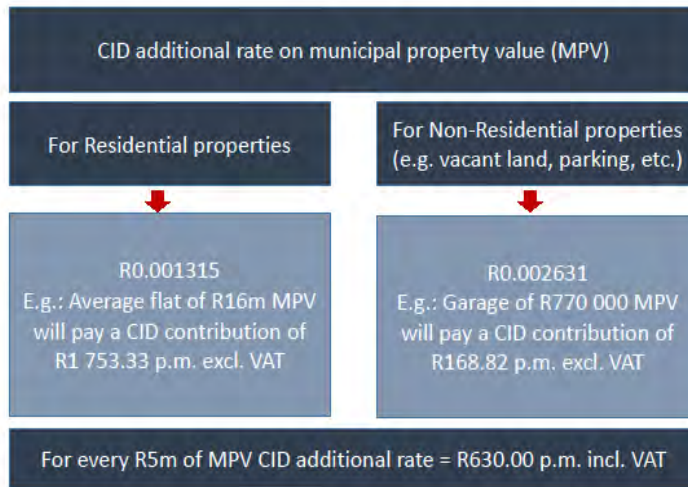 CID additional rate on municipal property value (MPV)
For Residential properties
For Non-Residential properties
(e.g. vacant land, parking, etc.)
R0.001315
E.g.: Average flat of R16m MPV
will pay a CID contribution of
R1 753.33 p.m. excl. VAT
R0.002631
E.g.: Garage of R770 000 MPV
will pay a CID contribution of
R168.82 p.m. excl. VAT
For every R5m of MPV CID additional rate = R630.00 p.m. incl. VAT